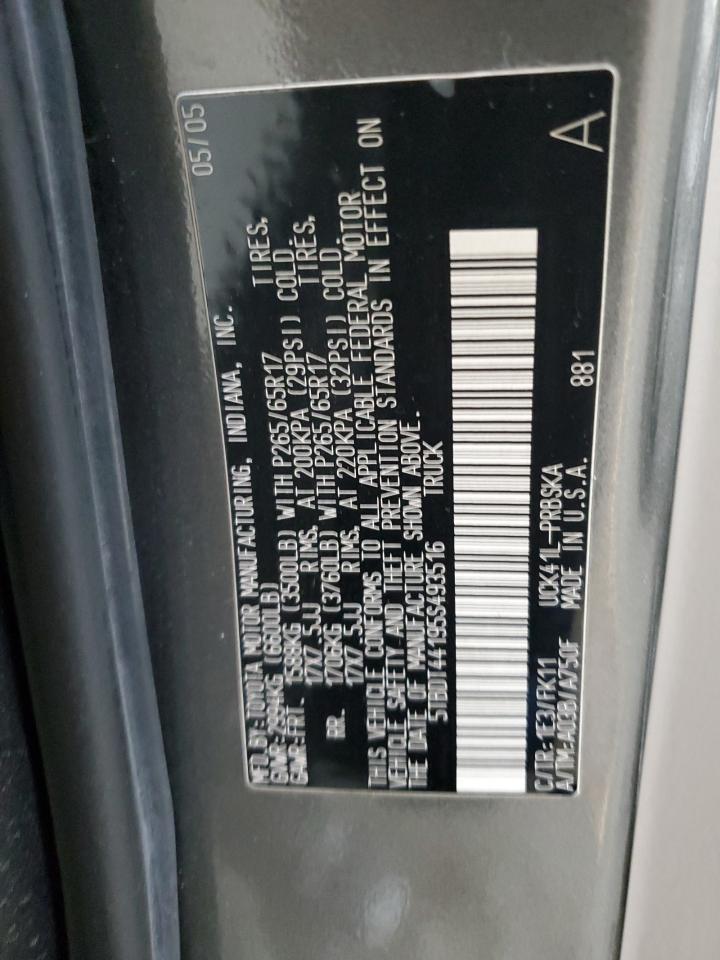 MFD. BY: TOYOTA MOTOR MANUFACTURING, INDIANA, INC. 05/05
GVWR: 2994KG (6600LB)
GAWR: FRT. 1588KG (3500LB) WITH P265/65R17 TIRES,
17X7.5JJ RIMS, AT 200KPA (29PSI) COLD.
RR. 1706KG (3760LB) WITH P265/65R17 TIRES,
17X7.5JJ RIMS, AT 220KPA (32PSI) COLD.
THIS VEHICLE CONFORMS TO ALL APPLICABLE FEDERAL MOTOR
VEHICLE SAFETY AND THEFT PREVENTION STANDARDS IN EFFECT ON
THE DATE OF MANUFACTURE SHOWN ABOVE.
5TBDT44195S493516 TRUCK
C/TR: 1E3/FK11 UCK41L-PRBSKA
A/TM: A03B/A750F MADE IN U.S.A. 881 A